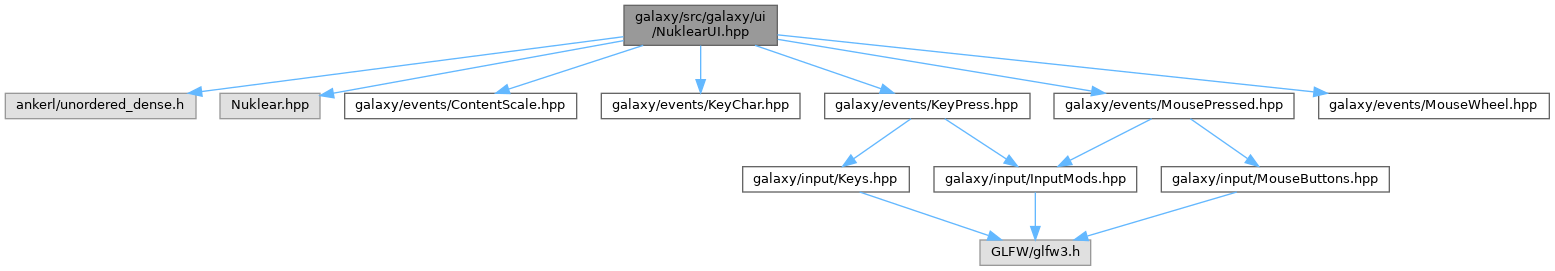 galaxy/src/galaxy/ui
/NuklearUI.hpp
ankerl/unordered_dense.h
Nuklear.hpp
galaxy/events/ContentScale.hpp
galaxy/events/KeyChar.hpp
galaxy/events/KeyPress.hpp
galaxy/events/MousePressed.hpp
galaxy/events/MouseWheel.hpp
galaxy/input/Keys.hpp
galaxy/input/InputMods.hpp
galaxy/input/MouseButtons.hpp
GLFW/glfw3.h